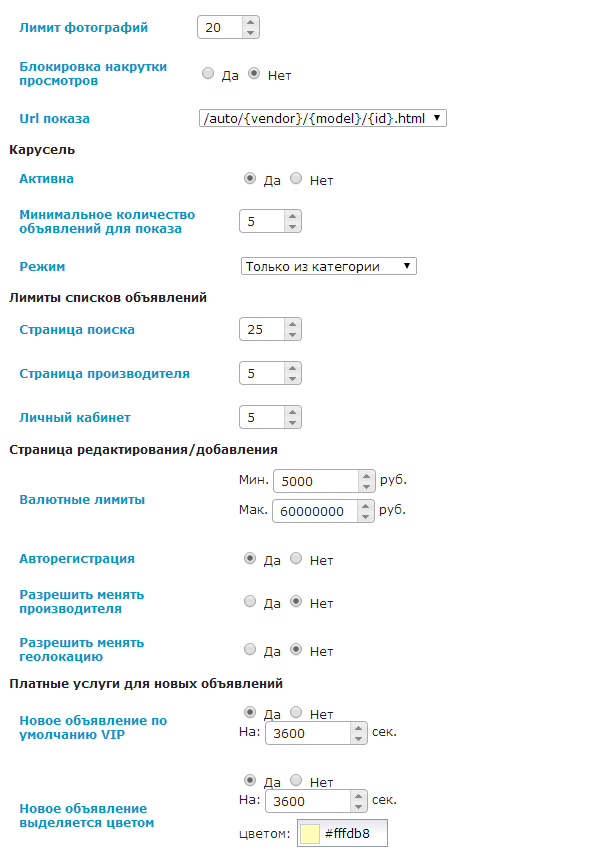 Лимит фотографий 20
Блокировка накрутки
просмотров
Да Нет
Url показа /auto/{vendor}/{model}/{id}.html
Карусель
Активна Да Нет
Минимальное количество
объявлений для показа
5
Режим Только из категории
Лимиты списков объявлений
Страница поиска 25
Страница производителя 5
Личный кабинет 5
Страница редактирования/добавления
Валютные лимиты
Мин. 5000 руб.
Мак. 60000000 руб.
Авторегистрация Да Нет
Разрешить менять
производителя
Да Нет
Разрешить менять
геолокацию
Да Нет
Платные услуги для новых объявлений
Новое объявление по
умолчанию VIP
Да Нет
На: 3600 сек.
Новое объявление
выделяется цветом
Да Нет
На: 3600 сек.
цветом: #fffdb8